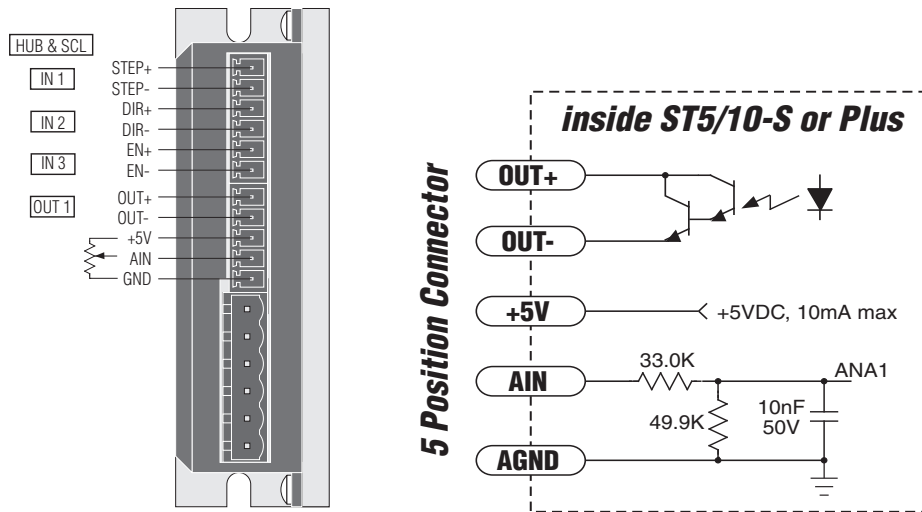 HUB & SCL
IN 1
IN 2
IN 3
OUT 1
STEP+
STEP-
DIR+
DIR-
EN+
EN-
OUT+
OUT-
+5V
AIN
GND
5 Position Connector
inside ST5/10-S or Plus
OUT+
OUT-
+5V
+5VDC, 10mA max
AIN
33.0K
ANA1
49.9K
10nF
50V
AGND